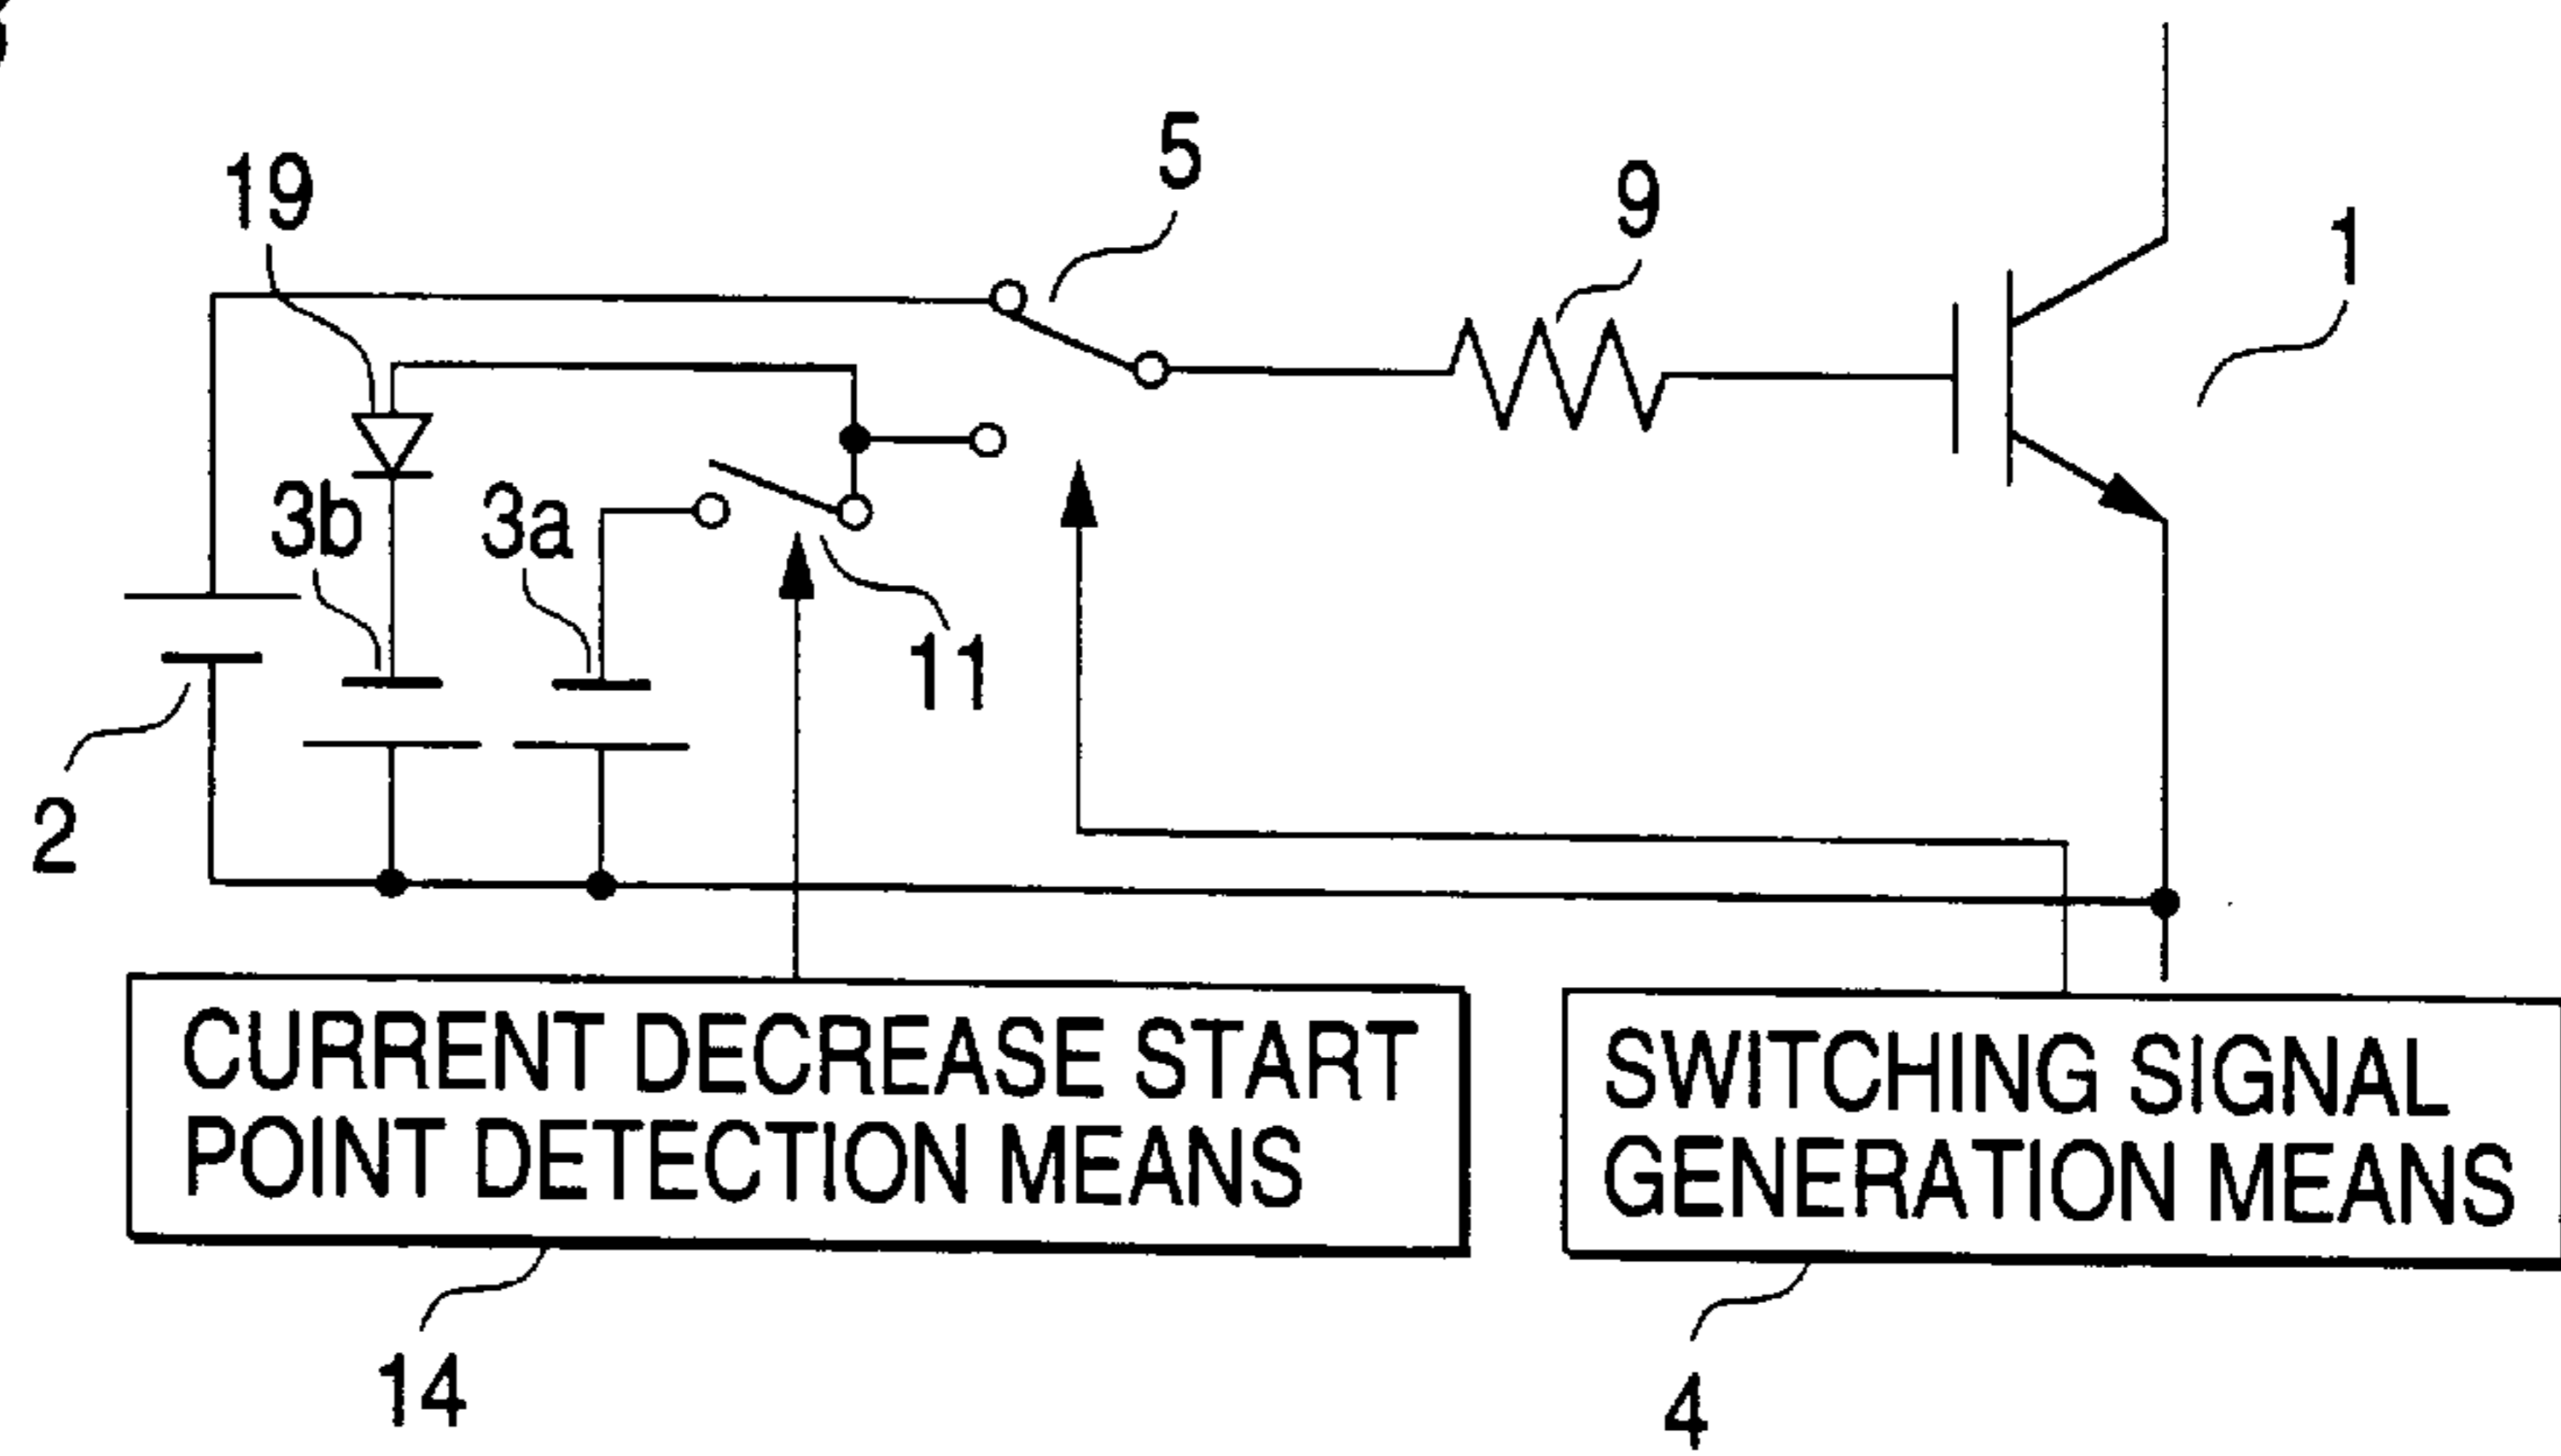 5
19
9
1
3b
3a
11
2
CURRENT DECREASE START
POINT DETECTION MEANS
SWITCHING SIGNAL
GENERATION MEANS
14
4